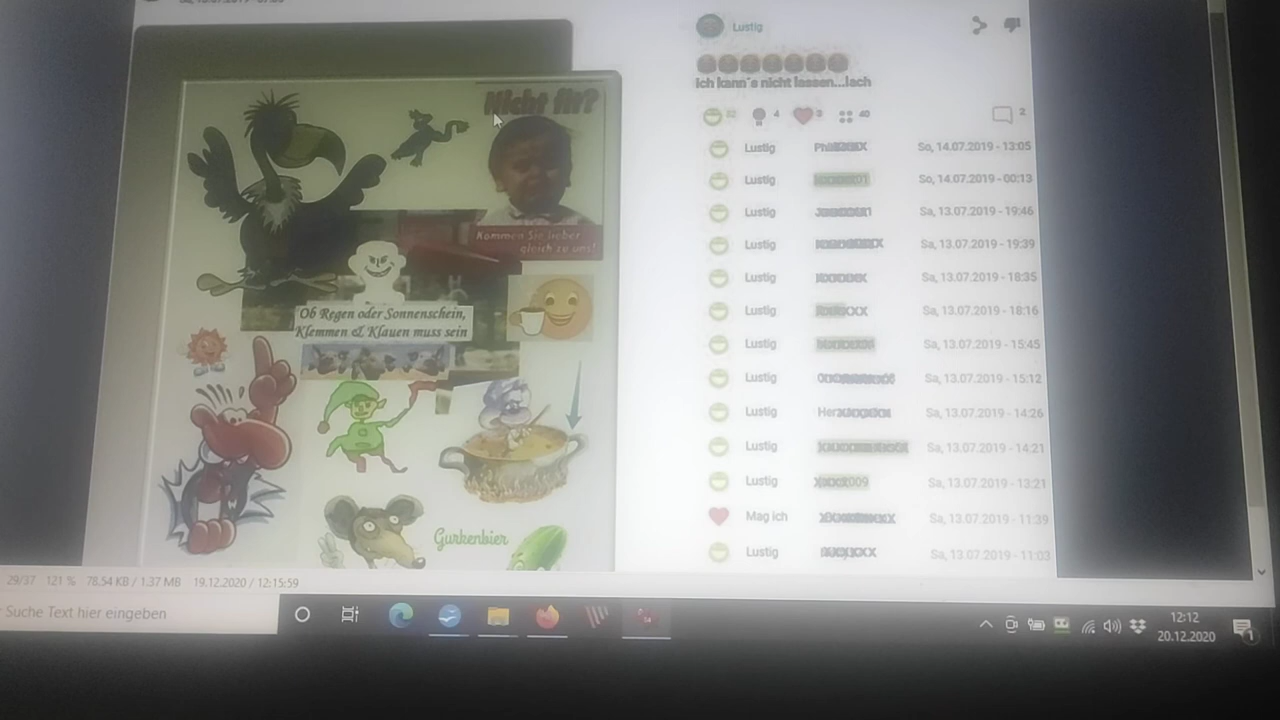 Lustig
Ich kann´s nicht lassen...lach
4
3
40
2
Nicht fit?
Kommen Sie lieber
gleich zu uns!
Ob Regen oder Sonnenschein,
Klemmen & Klauen muss sein
Gurkenbier
Lustig So, 14.07.2019 - 13:05
Lustig So, 14.07.2019 - 00:13
Lustig Sa, 13.07.2019 - 19:46
Lustig Sa, 13.07.2019 - 19:39
Lustig Sa, 13.07.2019 - 18:35
Lustig Sa, 13.07.2019 - 18:16
Lustig Sa, 13.07.2019 - 15:45
Lustig Sa, 13.07.2019 - 15:12
Lustig Sa, 13.07.2019 - 14:26
Lustig Sa, 13.07.2019 - 14:21
Lustig Sa, 13.07.2019 - 13:21
Mag ich Sa, 13.07.2019 - 11:39
Lustig Sa, 13.07.2019 - 11:03
29/37 121 % 78.54 KB / 1.37 MB 19.12.2020 / 12:15:59
Suche Text hier eingeben
12:12
20.12.2020
1